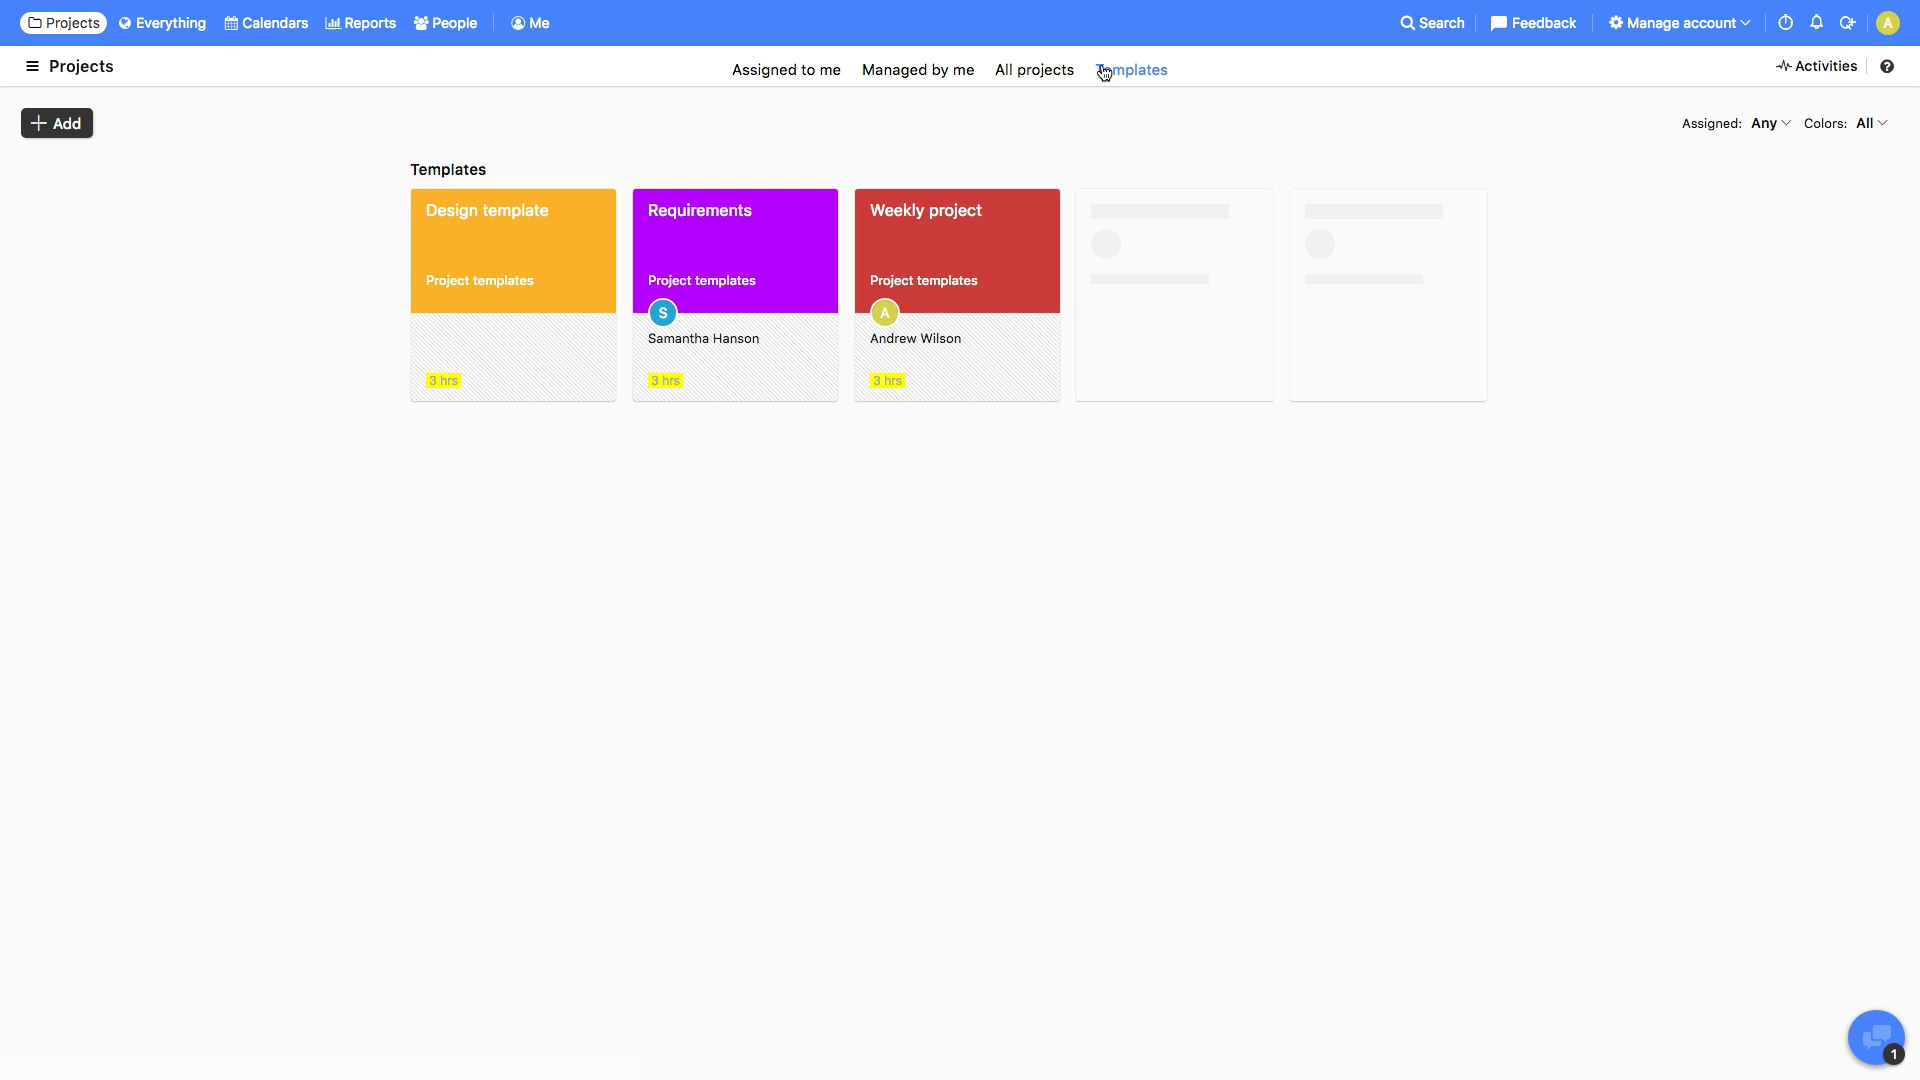 Projects Everything Calendars Reports People Me Search Feedback Manage account A
Projects Assigned to me Managed by me All projects Templates Activities ?
+ Add Assigned: Any Colors: All
Templates
Design template Requirements Weekly project
Project templates Project templates Project templates
S A
Samantha Hanson Andrew Wilson
3 hrs 3 hrs 3 hrs
1